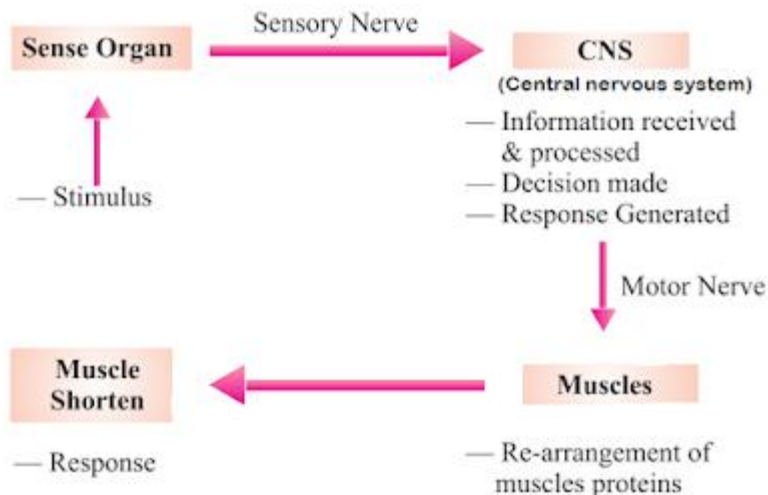 Sensory Nerve
Sense Organ
CNS
(Central nervous system)
— Information received
& processed
— Decision made
— Response Generated
— Stimulus
Motor Nerve
Muscle
Shorten
Muscles
— Response
— Re-arrangement of
muscles proteins